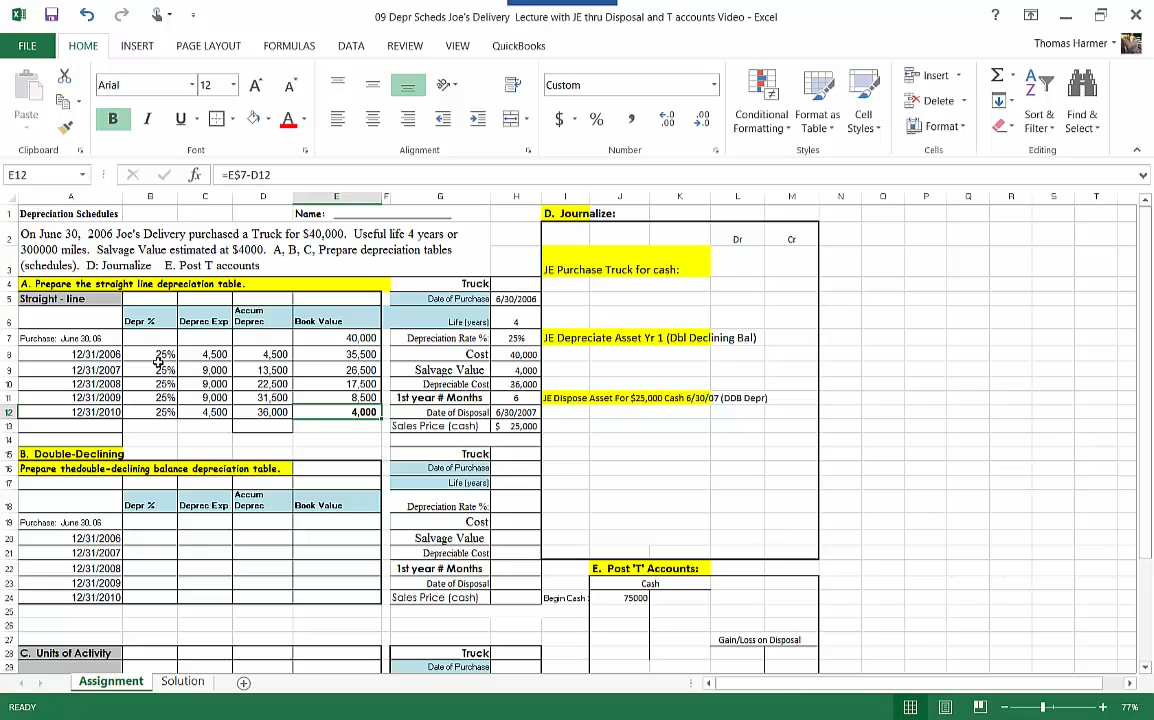 09 Depr Scheds Joe's Delivery Lecture with JE thru Disposal and T accounts Video - Excel
FILE HOME INSERT PAGE LAYOUT FORMULAS DATA REVIEW VIEW QuickBooks Thomas Harmer
Arial 12 Custom
Paste Conditional Formatting Format as Table Cell Styles Insert Delete Format Sort & Filter Find & Select
Clipboard Font Alignment Number Styles Cells Editing
E12 =E$7-D12
A B C D E F G H I J K L M N O P Q R S T
1 Depreciation Schedules Name: D. Journalize:
2 On June 30, 2006 Joe's Delivery purchased a Truck for $40,000. Useful life 4 years or
300000 miles. Salvage Value estimated at $4000. A, B, C, Prepare depreciation tables Dr Cr
3 (schedules). D: Journalize E. Post T accounts JE Purchase Truck for cash:
4 A. Prepare the straight line depreciation table. Truck
5 Straight - line Date of Purchase 6/30/2006
6 Depr % Deprec Exp Accum Deprec Book Value Life (years) 4
7 Purchase: June 30, 06 40,000 Depreciation Rate %: 25% JE Depreciate Asset Yr 1 (Dbl Declining Bal)
8 12/31/2006 25% 4,500 4,500 35,500 Cost 40,000
9 12/31/2007 25% 9,000 13,500 26,500 Salvage Value 4,000
10 12/31/2008 25% 9,000 22,500 17,500 Depreciable Cost 36,000
11 12/31/2009 25% 9,000 31,500 8,500 1st year # Months 6 JE Dispose Asset For $25,000 Cash 6/30/07 (DDB Depr)
12 12/31/2010 25% 4,500 36,000 4,000 Date of Disposal 6/30/2007
13 Sales Price (cash) $ 25,000
14
15 B. Double-Declining Truck
16 Prepare thedouble-declining balance depreciation table. Date of Purchase
17 Life (years)
18 Depr % Deprec Exp Accum Deprec Book Value Depreciation Rate %:
19 Purchase: June 30, 06 Cost
20 12/31/2006 Salvage Value
21 12/31/2007 Depreciable Cost
22 12/31/2008 1st year # Months E. Post 'T' Accounts:
23 12/31/2009 Date of Disposal Cash
24 12/31/2010 Sales Price (cash) Begin Cash 75000
25
26
27 Gain/Loss on Disposal
28 C. Units of Activity Truck
29 Date of Purchase
Assignment Solution
READY 77%